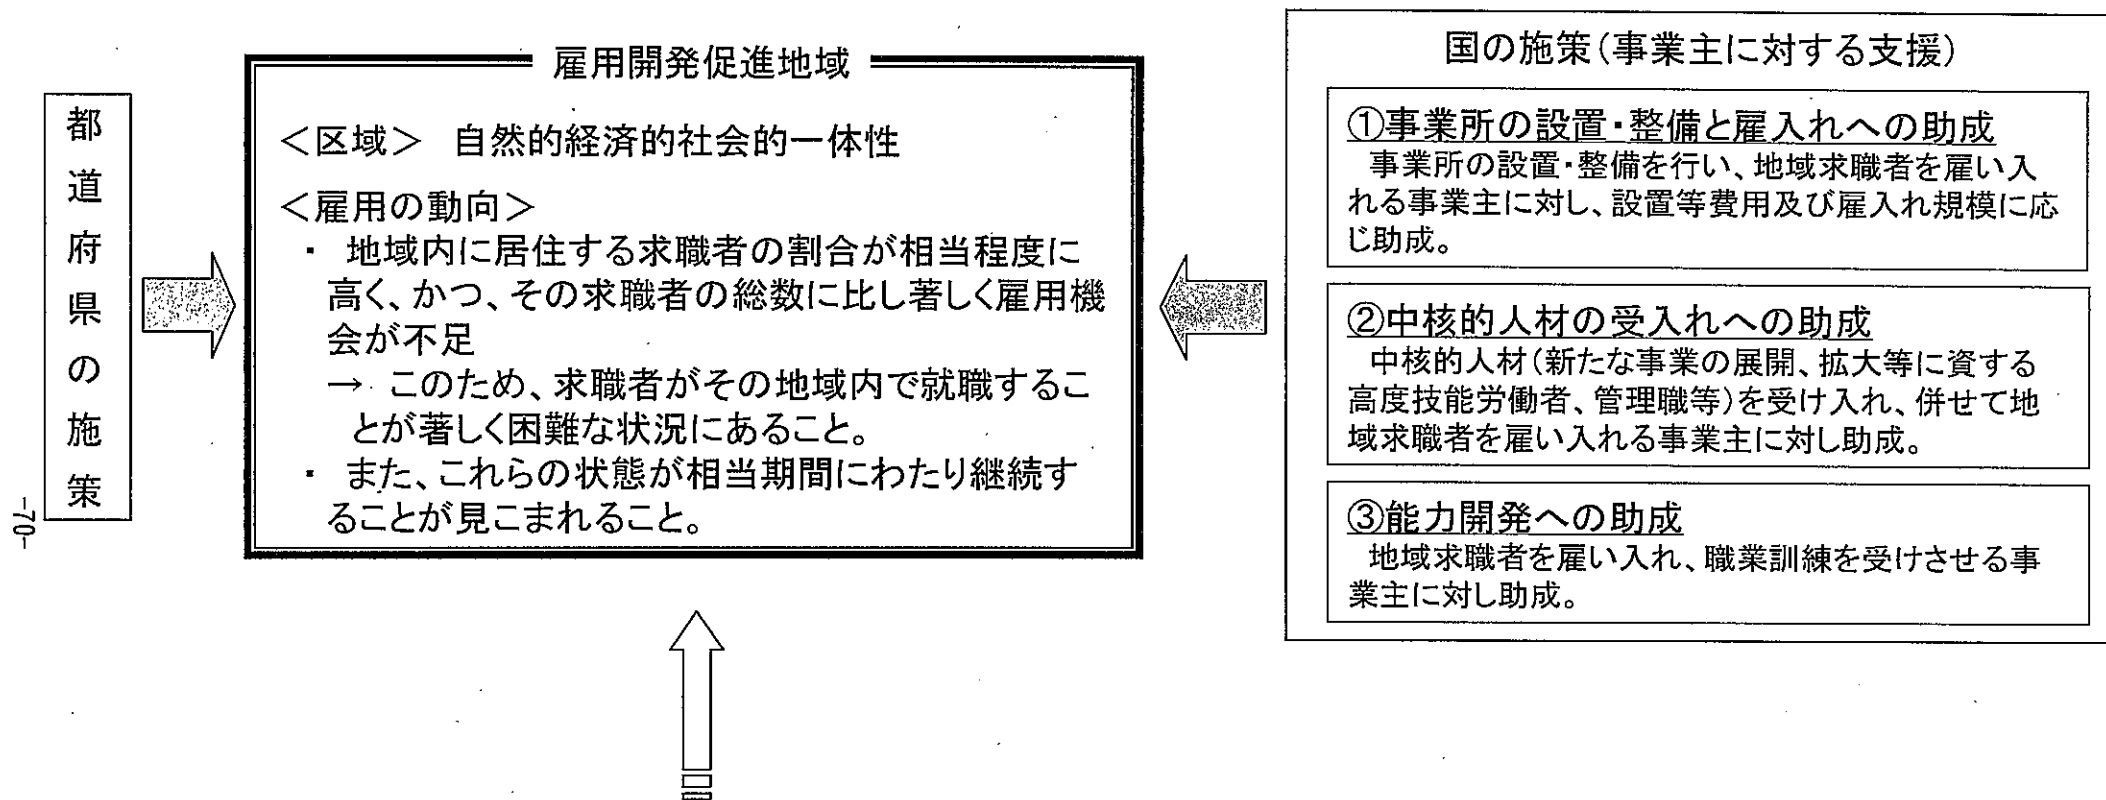 都道府県の施策
雇用開発促進地域
<区域> 自然的経済的社会的一体性
<雇用の動向>
・ 地域内に居住する求職者の割合が相当程度に
高く、かつ、その求職者の総数に比し著しく雇用機
会が不足
→ このため、求職者がその地域内で就職するこ
とが著しく困難な状況にあること。
・ また、これらの状態が相当期間にわたり継続す
ることが見こまれること。
国の施策(事業主に対する支援)
①事業所の設置・整備と雇入れへの助成
事業所の設置・整備を行い、地域求職者を雇い入
れる事業主に対し、設置等費用及び雇入れ規模に応
じ助成。
②中核的人材の受入れへの助成
中核的人材(新たな事業の展開、拡大等に資する
高度技能労働者、管理職等)を受け入れ、併せて地
域求職者を雇い入れる事業主に対し助成。
③能力開発への助成
地域求職者を雇い入れ、職業訓練を受けさせる事
業主に対し助成。
-70-